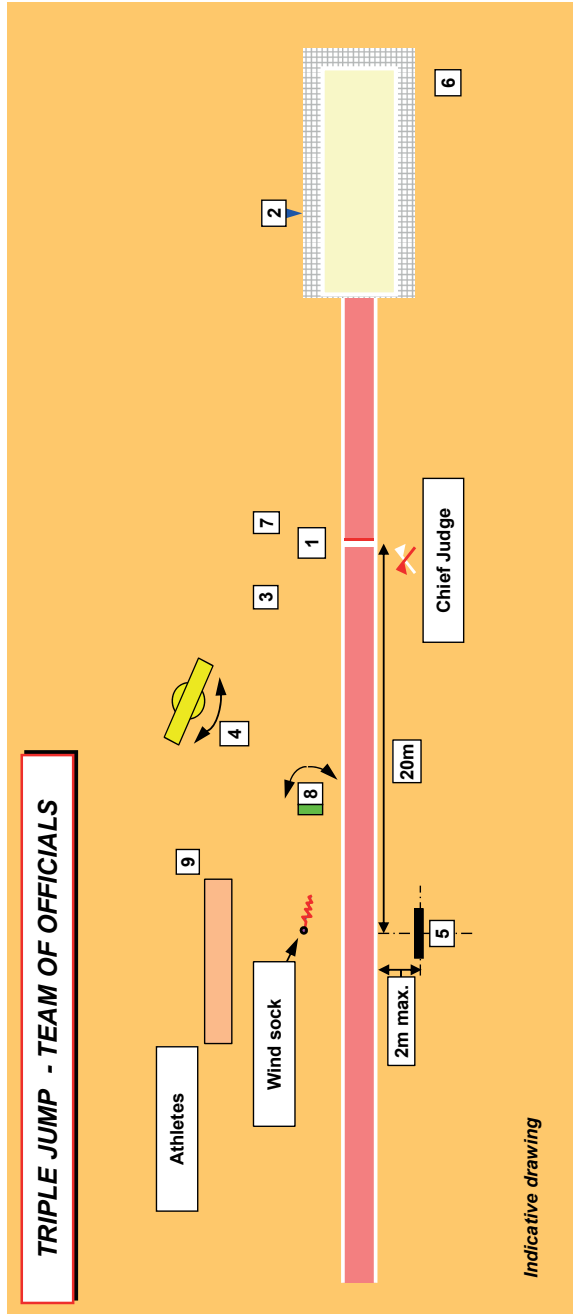 TRIPLE JUMP - TEAM OF OFFICIALS
Athletes
9
4
3
7
2
Wind sock
8
1
20m
2m max.
5
Chief Judge
6
Indicative drawing